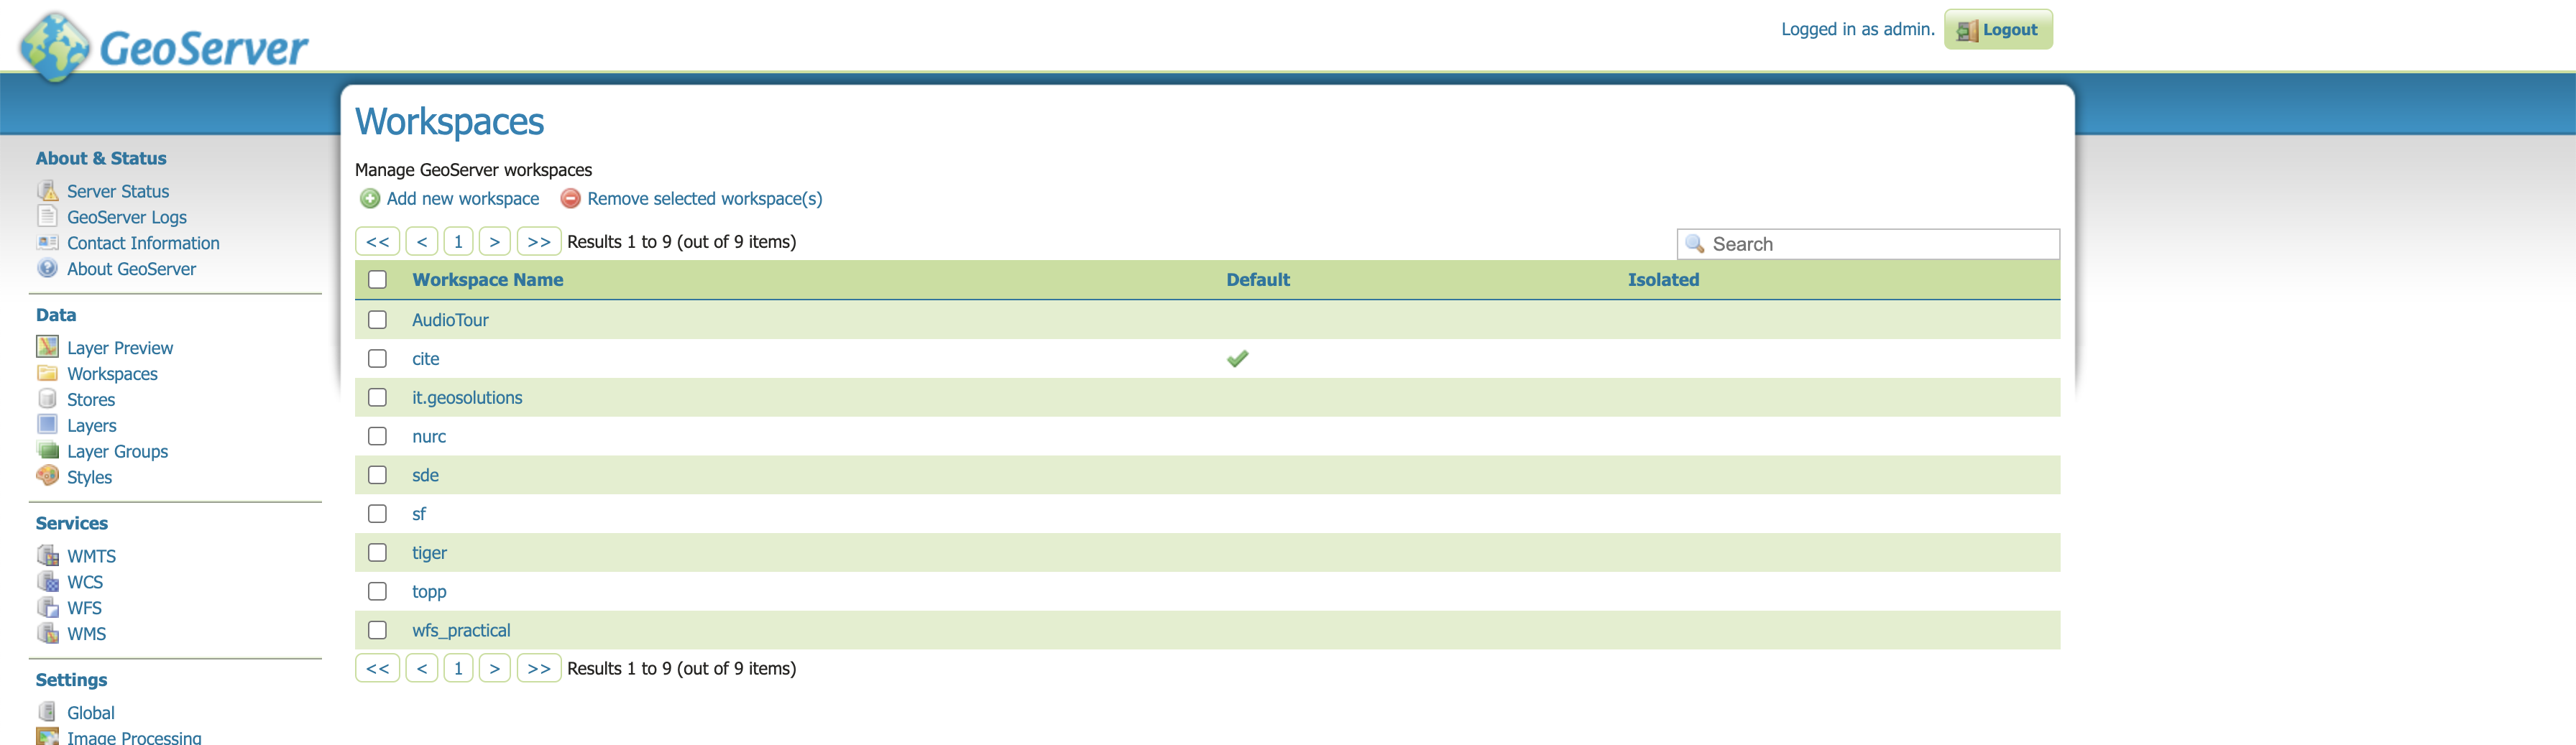 GeoServer
Logged in as admin.
Logout
About & Status
Server Status
GeoServer Logs
Contact Information
About GeoServer
Data
Layer Preview
Workspaces
Stores
Layers
Layer Groups
Styles
Services
WMTS
WCS
WFS
WMS
Settings
Global
Image Processing
Workspaces
Manage GeoServer workspaces
Add new workspace Remove selected workspace(s)
<< < 1 > >> Results 1 to 9 (out of 9 items)
Search
Workspace Name Default Isolated
AudioTour
cite
it.geosolutions
nurc
sde
sf
tiger
topp
wfs_practical
<< < 1 > >> Results 1 to 9 (out of 9 items)